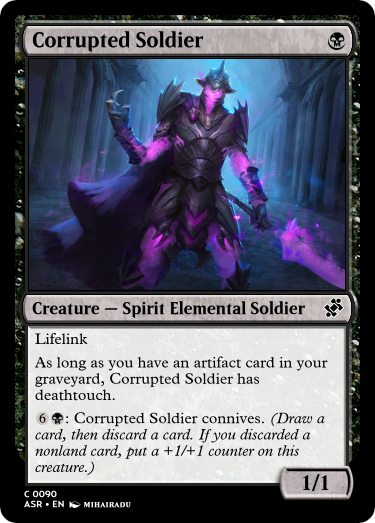 Corrupted Soldier
Creature — Spirit Elemental Soldier
Lifelink
As long as you have an artifact card in your
graveyard, Corrupted Soldier has
deathtouch.
6 : Corrupted Soldier connives. (Draw a
card, then discard a card. If you discarded a
nonland card, put a +1/+1 counter on this
creature.)
1/1
C 0090
ASR • EN MIHAIRADU